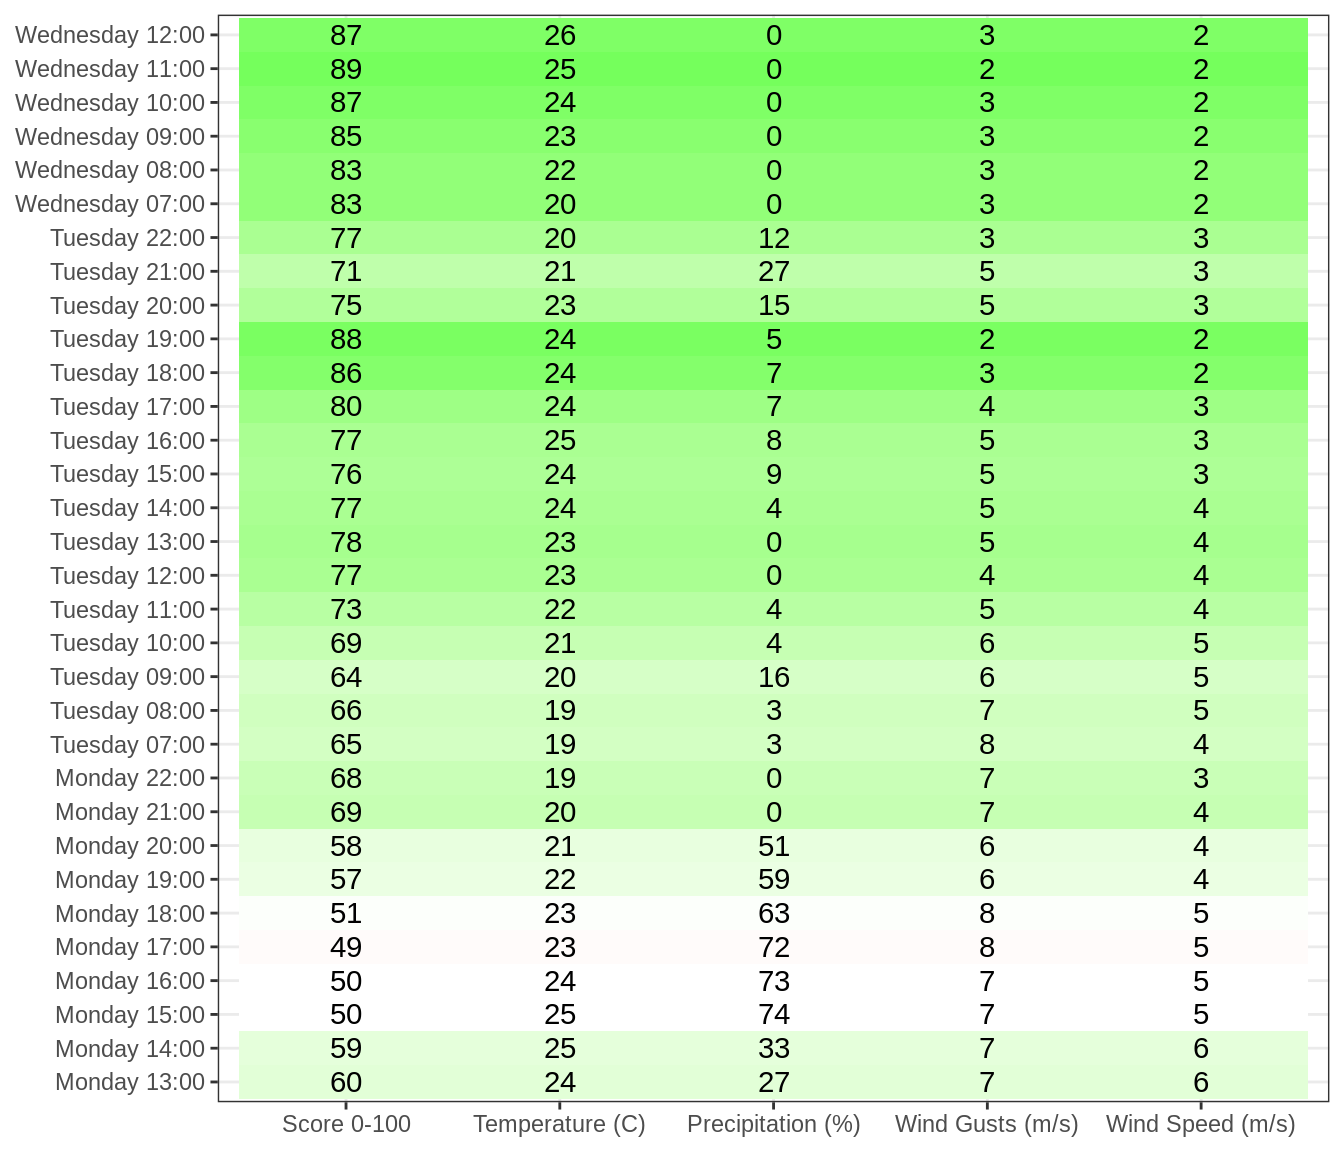 Wednesday 12:00 87 26 0 3 2
Wednesday 11:00 89 25 0 2 2
Wednesday 10:00 87 24 0 3 2
Wednesday 09:00 85 23 0 3 2
Wednesday 08:00 83 22 0 3 2
Wednesday 07:00 83 20 0 3 2
Tuesday 22:00 77 20 12 3 3
Tuesday 21:00 71 21 27 5 3
Tuesday 20:00 75 23 15 5 3
Tuesday 19:00 88 24 5 2 2
Tuesday 18:00 86 24 7 3 2
Tuesday 17:00 80 24 7 4 3
Tuesday 16:00 77 25 8 5 3
Tuesday 15:00 76 24 9 5 3
Tuesday 14:00 77 24 4 5 4
Tuesday 13:00 78 23 0 5 4
Tuesday 12:00 77 23 0 4 4
Tuesday 11:00 73 22 4 5 4
Tuesday 10:00 69 21 4 6 5
Tuesday 09:00 64 20 16 6 5
Tuesday 08:00 66 19 3 7 5
Tuesday 07:00 65 19 3 8 4
Monday 22:00 68 19 0 7 3
Monday 21:00 69 20 0 7 4
Monday 20:00 58 21 51 6 4
Monday 19:00 57 22 59 6 4
Monday 18:00 51 23 63 8 5
Monday 17:00 49 23 72 8 5
Monday 16:00 50 24 73 7 5
Monday 15:00 50 25 74 7 5
Monday 14:00 59 25 33 7 6
Monday 13:00 60 24 27 7 6
Score 0-100 Temperature (C) Precipitation (%) Wind Gusts (m/s) Wind Speed (m/s)